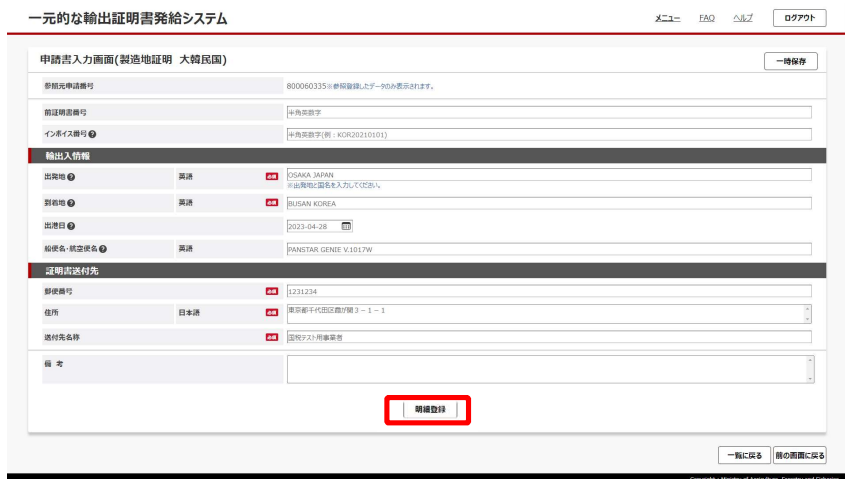 一元的な輸出証明書発給システム
メニュー FAQ ヘルプ ログアウト
申請書入力画面(製造地証明 大韓民国)
一時保存
参照元申請番号 800060335※参照登録したデータのみ表示されます。
前証明書番号 半角英数字
インボイス番号 ? 半角英数字(例:KOR20210101)
輸出入情報
出発地 ? 英語 必須 OSAKA JAPAN
※出発地と国名を入力してください。
到着地 ? 英語 必須 BUSAN KOREA
出港日 ? 2023-04-28
船便名・航空便名 ? 英語 PANSTAR GENIE V.1017W
証明書送付先
郵便番号 必須 1231234
住所 日本語 必須 東京都千代田区霞が関3-1-1
送付先名称 必須 国税テスト用事業者
備 考
明細登録
一覧に戻る 前の画面に戻る
Copyright : Ministry of Agriculture, Forestry and Fisheries